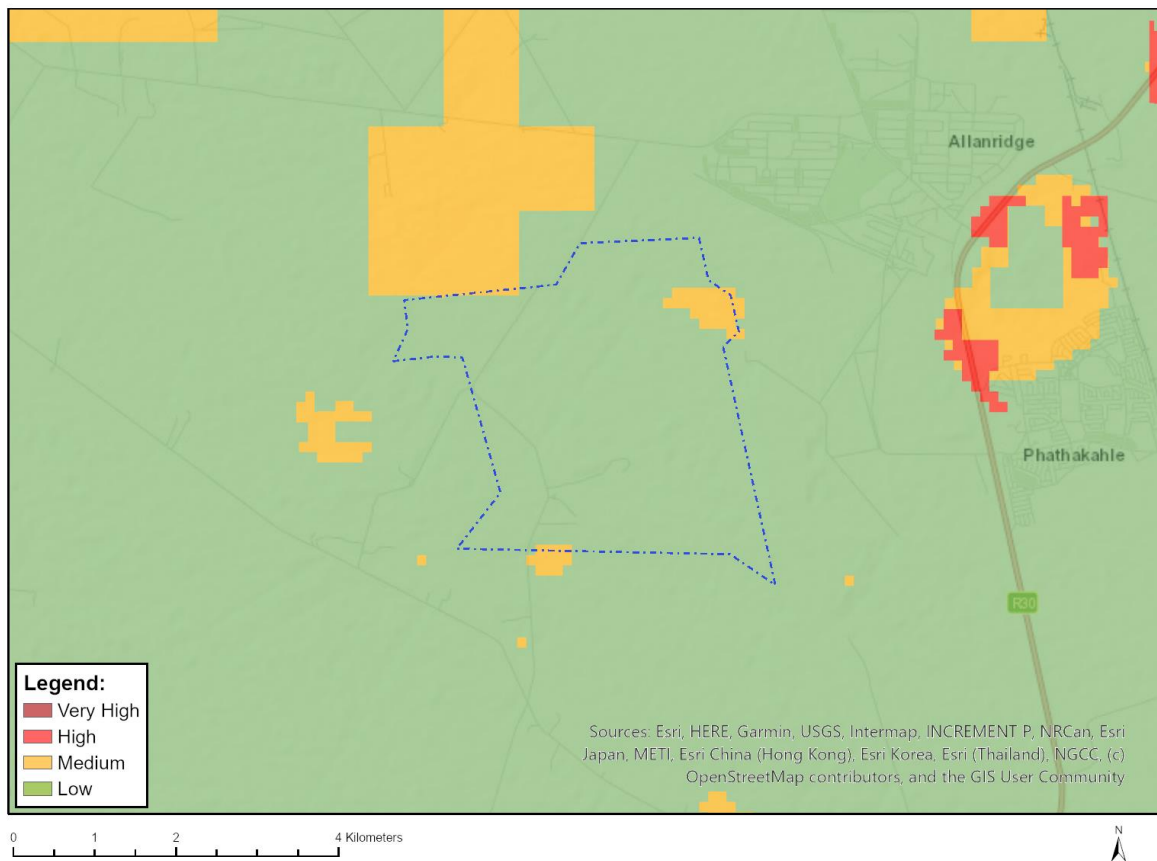 Allanridge
Phathakahle
R30
Legend:
Very High
High
Medium
Low
Sources: Esri, HERE, Garmin, USGS, Intermap, INCREMENT P, NRCan, Esri
Japan, METI, Esri China (Hong Kong), Esri Korea, Esri (Thailand), NGCC, (c)
OpenStreetMap contributors, and the GIS User Community
0 1 2 4 Kilometers
N